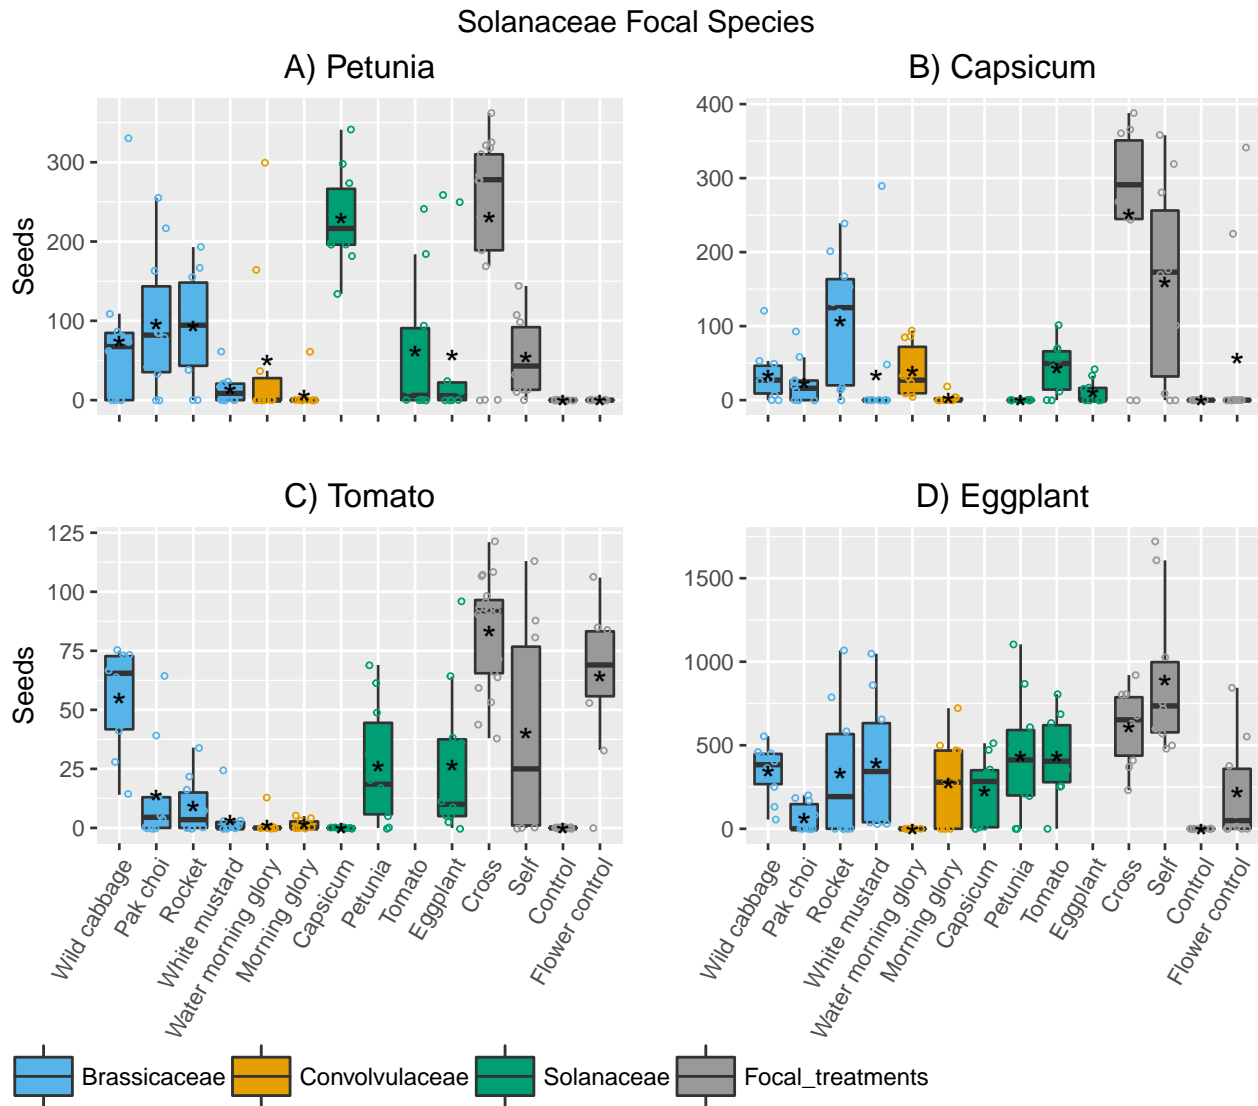 Solanaceae Focal Species
A) Petunia
B) Capsicum
Seeds
300
200
100
0
400
300
200
100
0
C) Tomato
D) Eggplant
Seeds
125
100
75
50
25
0
1500
1000
500
0
Wild cabbage
Pak choi
Rocket
White mustard
Water morning glory
Morning glory
Capsicum
Petunia
Tomato
Eggplant
Cross
Self
Control
Flower control
Wild cabbage
Pak choi
Rocket
White mustard
Water morning glory
Morning glory
Capsicum
Petunia
Tomato
Eggplant
Cross
Self
Control
Flower control
Brassicaceae
Convolvulaceae
Solanaceae
Focal_treatments